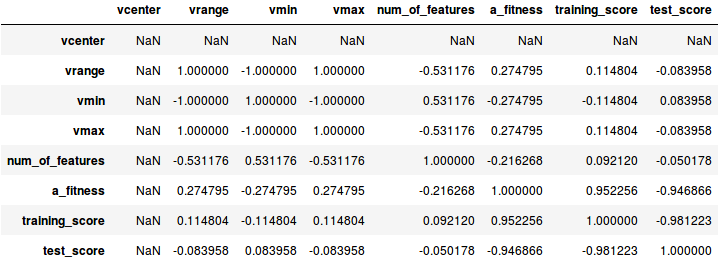 vcenter vrange vmin vmax num_of_features a_fitness training_score test_score
vcenter NaN NaN NaN NaN NaN NaN NaN NaN
vrange NaN 1.000000 -1.000000 1.000000 -0.531176 0.274795 0.114804 -0.083958
vmin NaN -1.000000 1.000000 -1.000000 0.531176 -0.274795 -0.114804 0.083958
vmax NaN 1.000000 -1.000000 1.000000 -0.531176 0.274795 0.114804 -0.083958
num_of_features NaN -0.531176 0.531176 -0.531176 1.000000 -0.216268 0.092120 -0.050178
a_fitness NaN 0.274795 -0.274795 0.274795 -0.216268 1.000000 0.952256 -0.946866
training_score NaN 0.114804 -0.114804 0.114804 0.092120 0.952256 1.000000 -0.981223
test_score NaN -0.083958 0.083958 -0.083958 -0.050178 -0.946866 -0.981223 1.000000